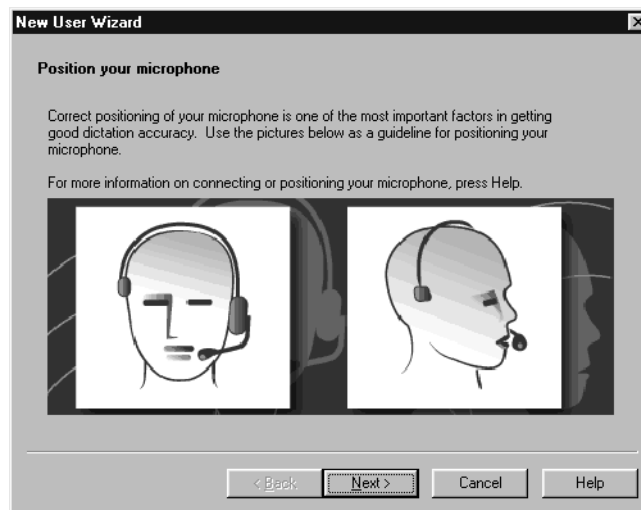 New User Wizard
Position your microphone
Correct positioning of your microphone is one of the most important factors in getting
good dictation accuracy. Use the pictures below as a guideline for positioning your
microphone.
For more information on connecting or positioning your microphone, press Help.
< Back Next > Cancel Help